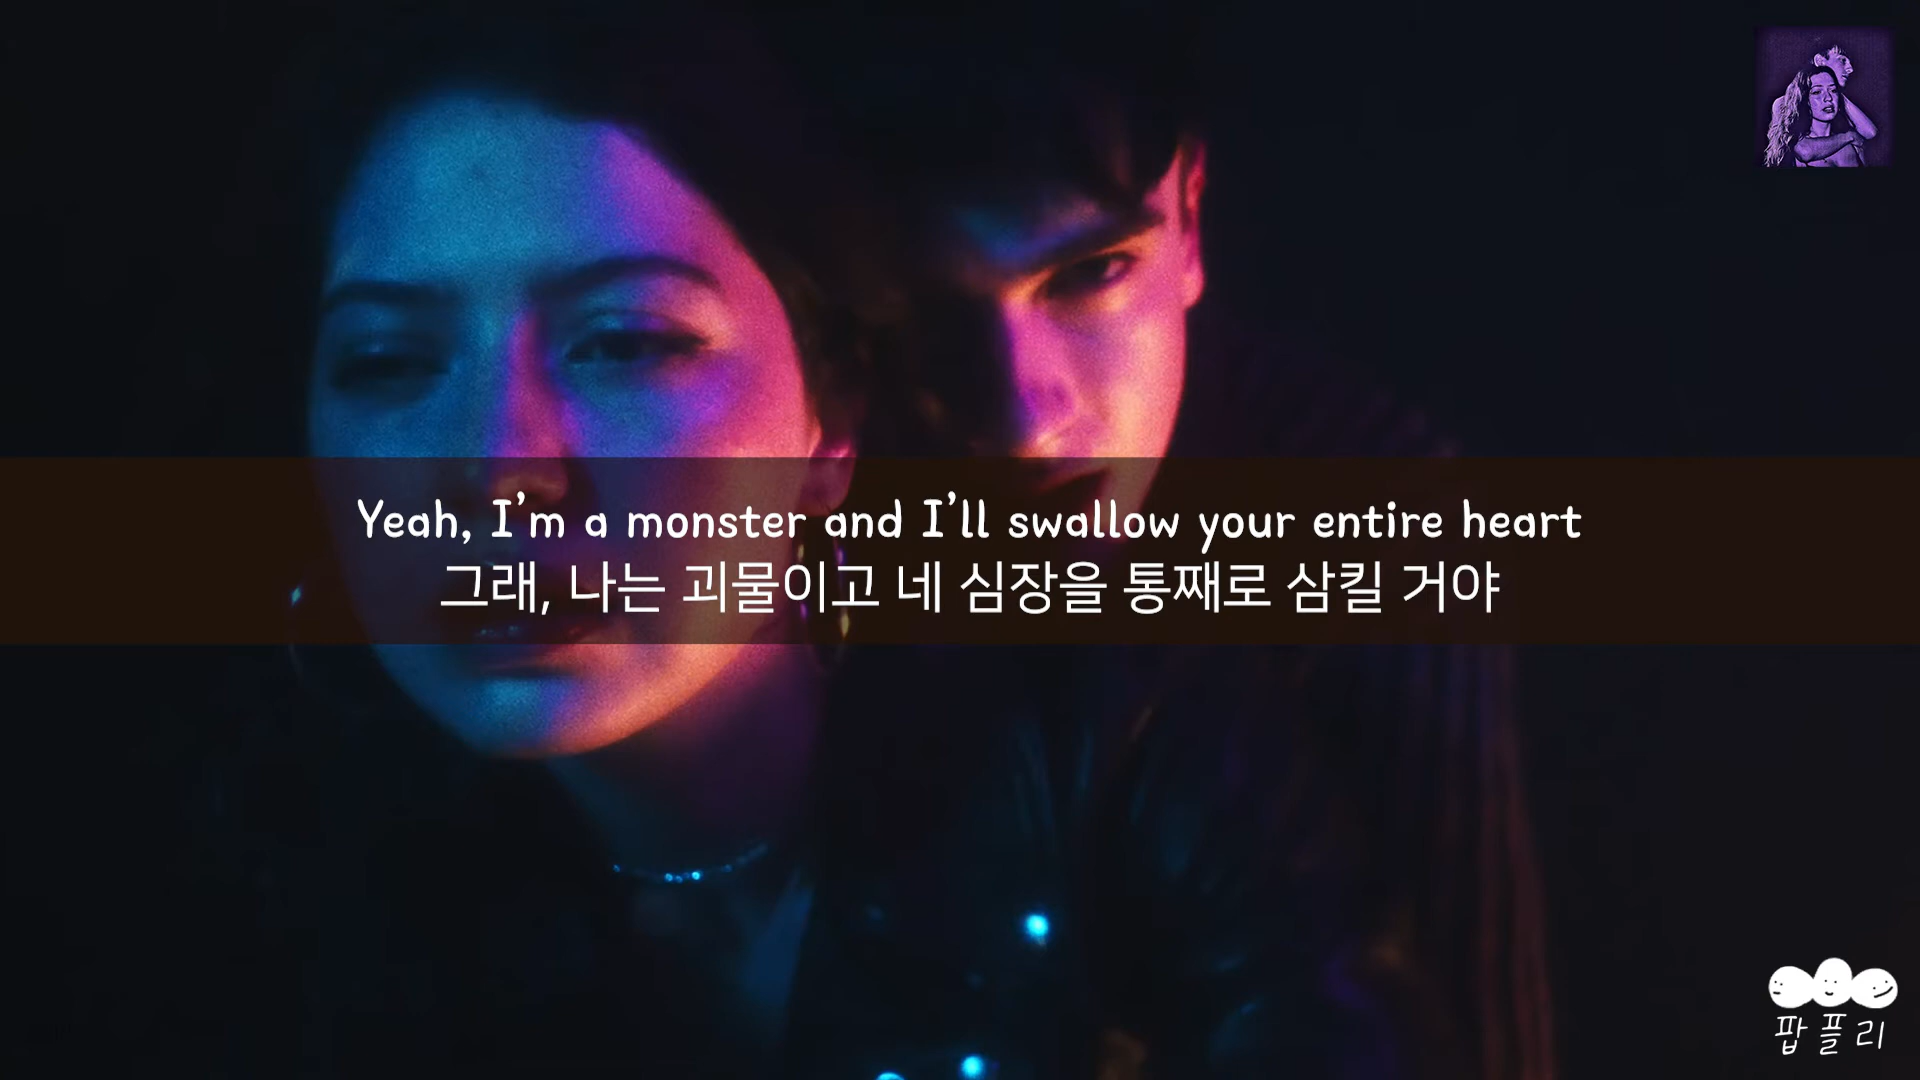 Yeah, I'm a monster and I'll swallow your entire heart
그래, 나는 괴물이고 네 심장을 통째로 삼킬 거야
팝플리